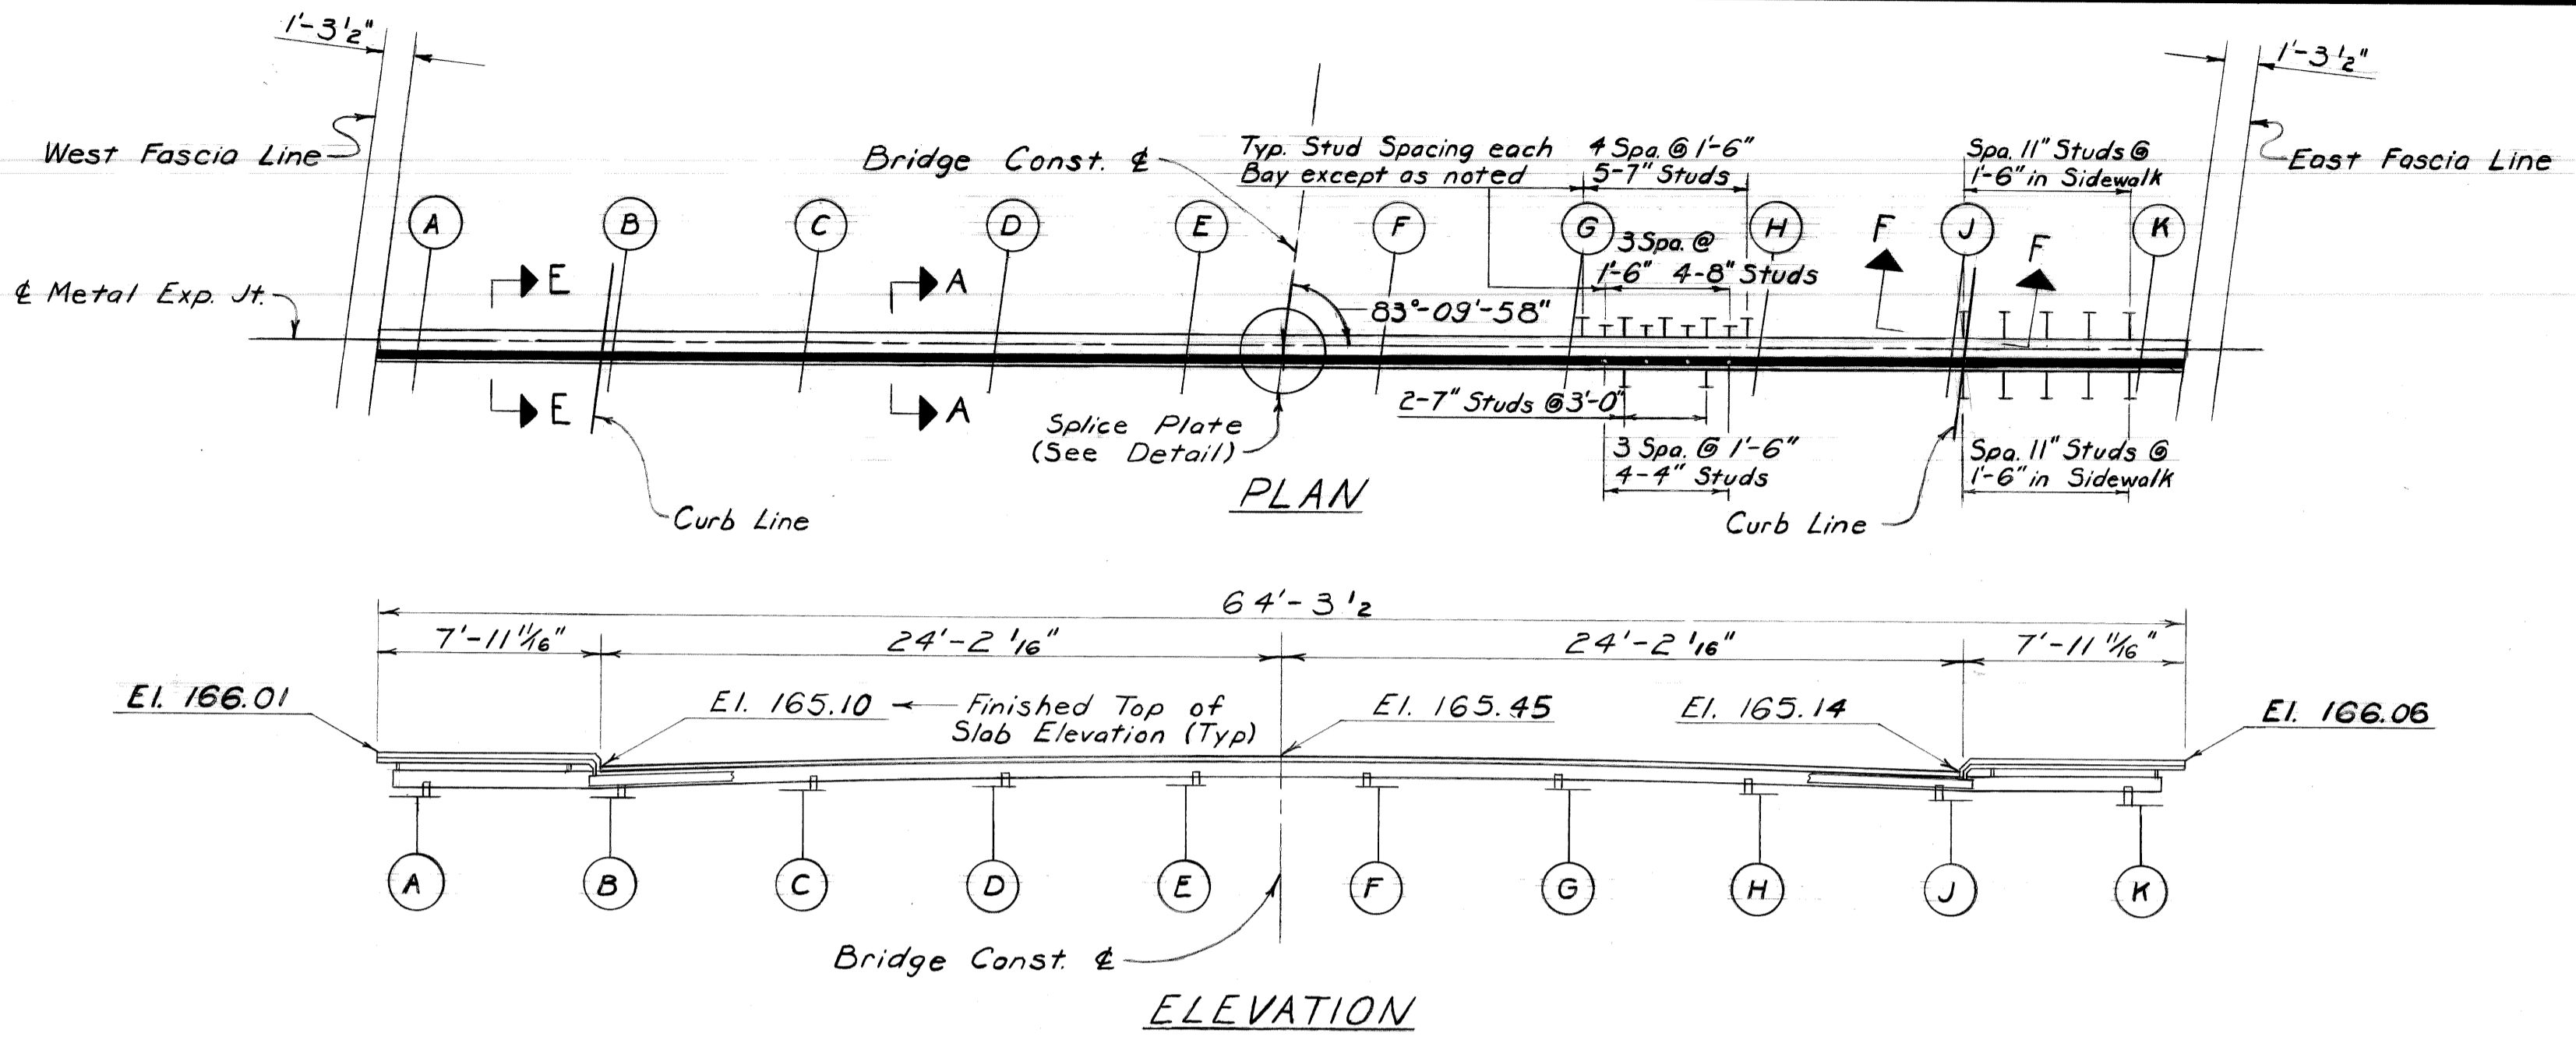 1'-3 1/2"
1'-3 1/2"
West Fascia Line
Bridge Const. ℄
Typ. Stud Spacing each
Bay except as noted
4 Spa. @ 1'-6"
5-7" Studs
Spa. 11" Studs @
1'-6" in Sidewalk
East Fascia Line
A
B
C
D
E
F
G
H
J
K
3 Spa. @
1'-6" 4-8" Studs
F
F
℄ Metal Exp. Jt.
E
A
83°-09'-58"
E
A
2-7" Studs @ 3'-0"
Splice Plate
(See Detail)
3 Spa. @ 1'-6"
4-4" Studs
Spa. 11" Studs @
1'-6" in Sidewalk
PLAN
Curb Line
Curb Line
64'-3 1/2
7'-11 11/16"
24'-2 1/16"
24'-2 1/16"
7'-11 11/16"
El. 166.01
El. 165.10
Finished Top of
Slab Elevation (Typ)
El. 165.45
El. 165.14
El. 166.06
A
B
C
D
E
F
G
H
J
K
Bridge Const. ℄
ELEVATION